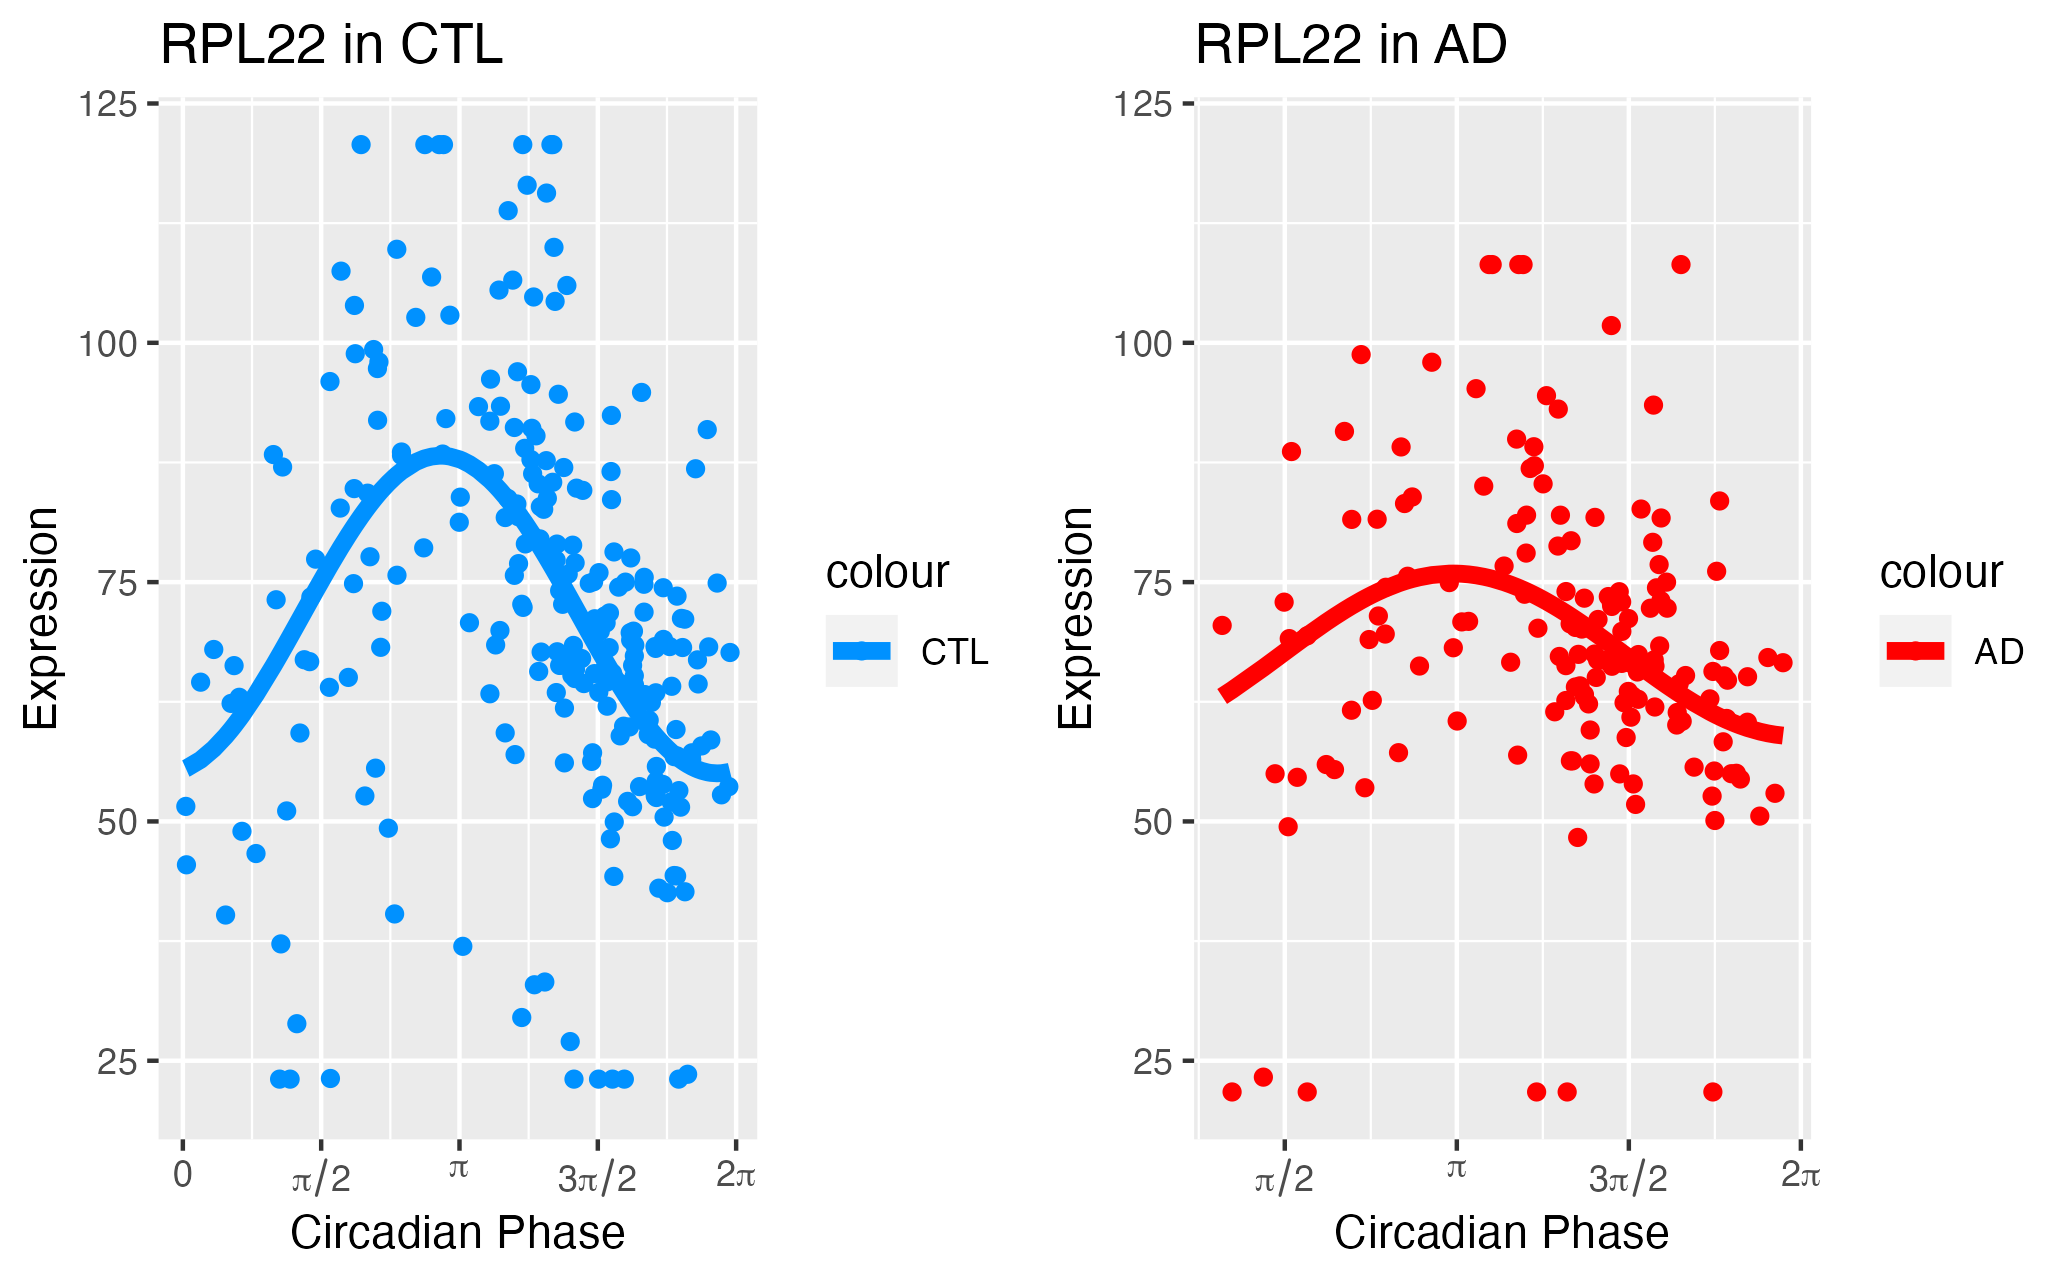 RPL22 in CTL
125
100
75
50
25
Expression
0
π/2
π
3π/2
2π
Circadian Phase
colour
CTL
RPL22 in AD
125
100
75
50
25
Expression
π/2
π
3π/2
2π
Circadian Phase
colour
AD